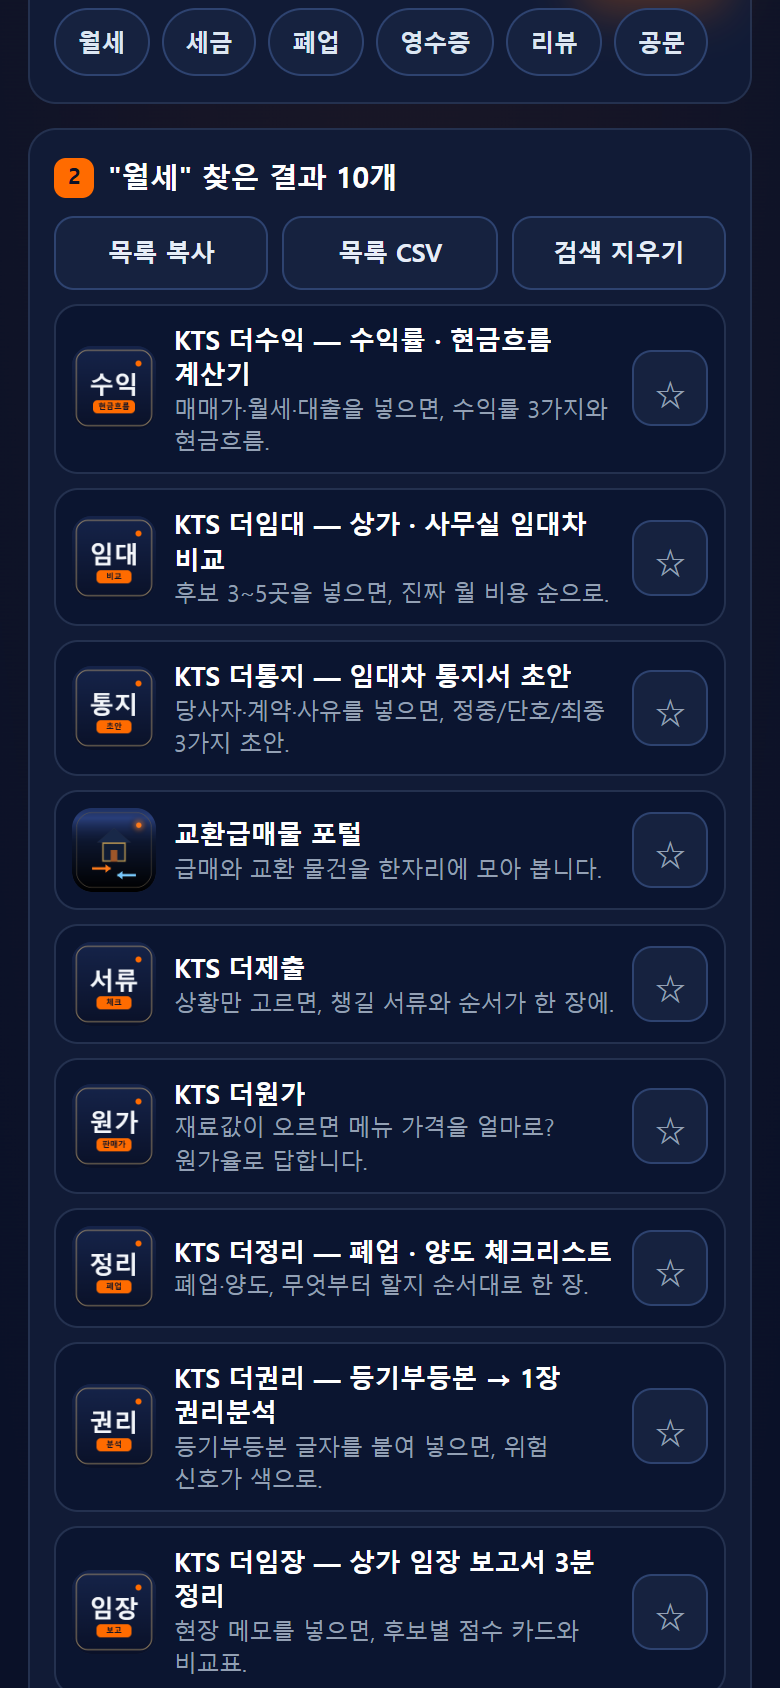 월세 세금 폐업 영수증 리뷰 공문
2 "월세" 찾은 결과 10개
목록 복사 목록 CSV 검색 지우기
수익
현금흐름
KTS 더수익 — 수익률 · 현금흐름
계산기
매매가·월세·대출을 넣으면, 수익률 3가지와
현금흐름.
☆
임대
비교
KTS 더임대 — 상가 · 사무실 임대차
비교
후보 3~5곳을 넣으면, 진짜 월 비용 순으로.
☆
통지
초안
KTS 더통지 — 임대차 통지서 초안
당사자·계약·사유를 넣으면, 정중/단호/최종
3가지 초안.
☆
교환급매물 포털
급매와 교환 물건을 한자리에 모아 봅니다.
☆
서류
체크
KTS 더제출
상황만 고르면, 챙길 서류와 순서가 한 장에.
☆
원가
판매가
KTS 더원가
재료값이 오르면 메뉴 가격을 얼마로?
원가율로 답합니다.
☆
정리
폐업
KTS 더정리 — 폐업 · 양도 체크리스트
폐업·양도, 무엇부터 할지 순서대로 한 장.
☆
권리
분석
KTS 더권리 — 등기부등본 → 1장
권리분석
등기부등본 글자를 붙여 넣으면, 위험
신호가 색으로.
☆
임장
보고
KTS 더임장 — 상가 임장 보고서 3분
정리
현장 메모를 넣으면, 후보별 점수 카드와
비교표.
☆